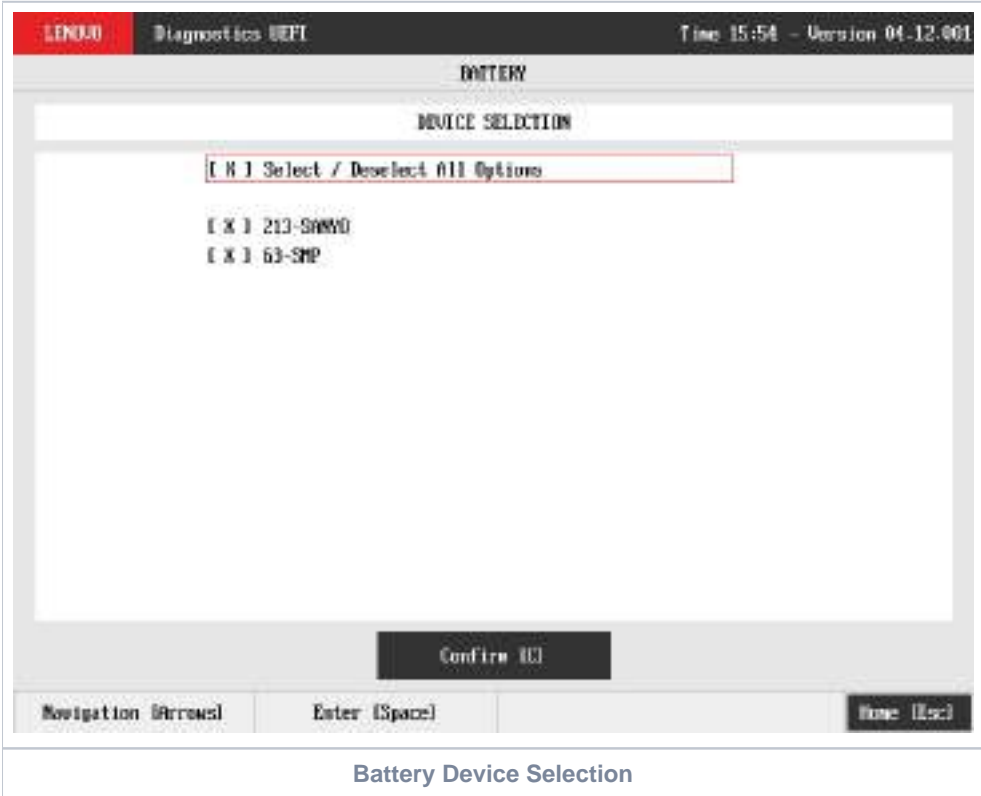 LENOVO Diagnostics UEFI Time 15:54 - Version 04.12.001
BATTERY
DEVICE SELECTION
[ X ] Select / Deselect All Options
[ X ] 213-SANYO
[ X ] 63-SMP
Confirm [C]
Navigation [Arrows] Enter [Space] Home [Esc]
Battery Device Selection